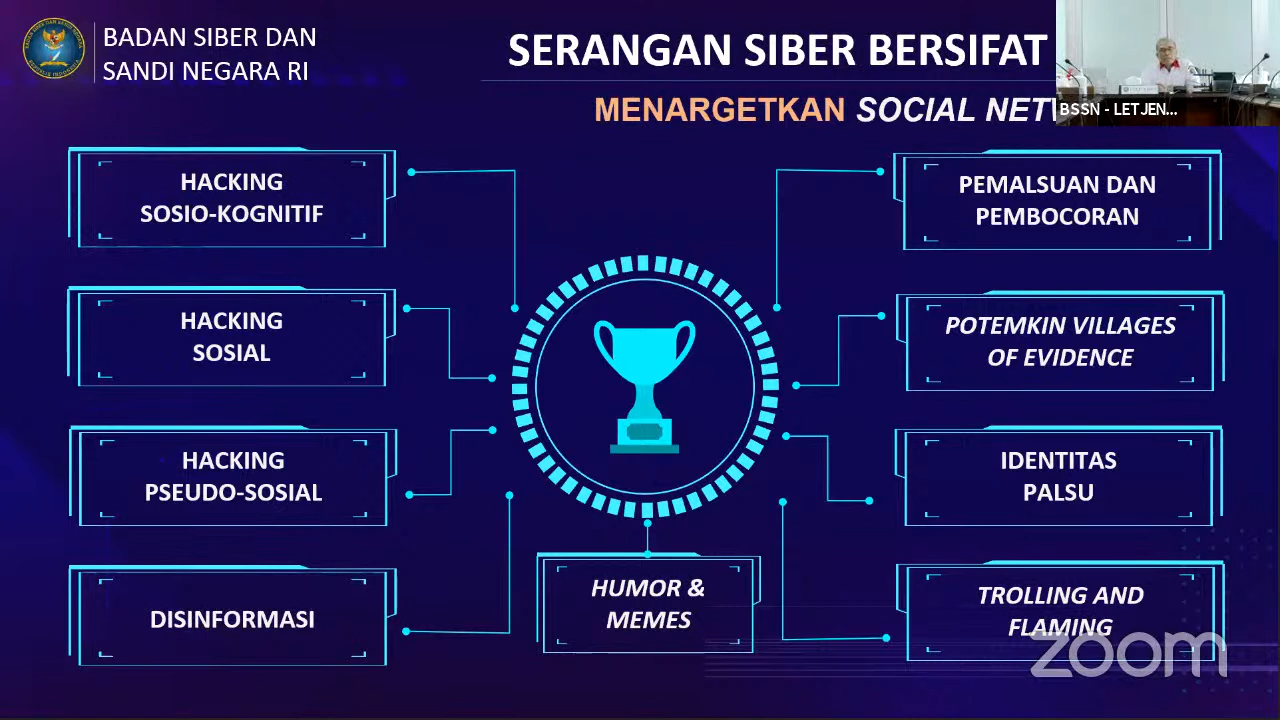 BADAN SIBER DAN
SANDI NEGARA RI
SERANGAN SIBER BERSIFAT
MENARGETKAN SOCIAL NET
BSSN - LETJEN...
HACKING
SOSIO-KOGNITIF
HACKING
SOSIAL
HACKING
PSEUDO-SOSIAL
DISINFORMASI
HUMOR &
MEMES
PEMALSUAN DAN
PEMBOCORAN
POTEMKIN VILLAGES
OF EVIDENCE
IDENTITAS
PALSU
TROLLING AND
FLAMING
zoom